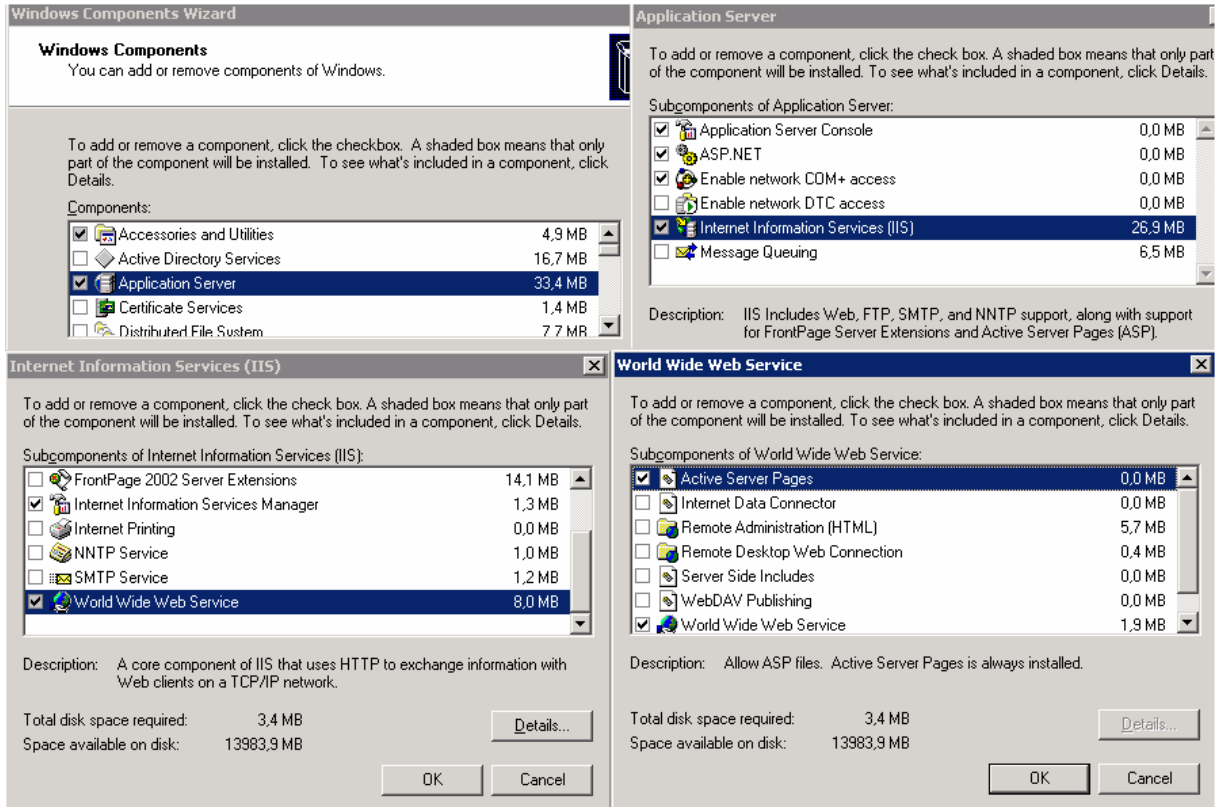 Windows Components Wizard
Windows Components
You can add or remove components of Windows.
To add or remove a component, click the checkbox. A shaded box means that only
part of the component will be installed. To see what's included in a component, click
Details.
Components:
Accessories and Utilities 4,9 MB
Active Directory Services 16,7 MB
Application Server 33,4 MB
Certificate Services 1,4 MB
Distributed File System 7,7 MB
Application Server
To add or remove a component, click the check box. A shaded box means that only part
of the component will be installed. To see what's included in a component, click Details.
Subcomponents of Application Server:
Application Server Console 0,0 MB
ASP.NET 0,0 MB
Enable network COM+ access 0,0 MB
Enable network DTC access 0,0 MB
Internet Information Services (IIS) 26,9 MB
Message Queuing 6,5 MB
Description: IIS Includes Web, FTP, SMTP, and NNTP support, along with support
for FrontPage Server Extensions and Active Server Pages (ASP).
Internet Information Services (IIS)
To add or remove a component, click the check box. A shaded box means that only part
of the component will be installed. To see what's included in a component, click Details.
Subcomponents of Internet Information Services (IIS):
FrontPage 2002 Server Extensions 14,1 MB
Internet Information Services Manager 1,3 MB
Internet Printing 0,0 MB
NNTP Service 1,0 MB
SMTP Service 1,2 MB
World Wide Web Service 8,0 MB
Description: A core component of IIS that uses HTTP to exchange information with
Web clients on a TCP/IP network.
Total disk space required: 3,4 MB
Space available on disk: 13983,9 MB
Details...
OK Cancel
World Wide Web Service
To add or remove a component, click the check box. A shaded box means that only part
of the component will be installed. To see what's included in a component, click Details.
Subcomponents of World Wide Web Service:
Active Server Pages 0,0 MB
Internet Data Connector 0,0 MB
Remote Administration (HTML) 5,7 MB
Remote Desktop Web Connection 0,4 MB
Server Side Includes 0,0 MB
WebDAV Publishing 0,0 MB
World Wide Web Service 1,9 MB
Description: Allow ASP files. Active Server Pages is always installed.
Total disk space required: 3,4 MB
Space available on disk: 13983,9 MB
Details...
OK Cancel